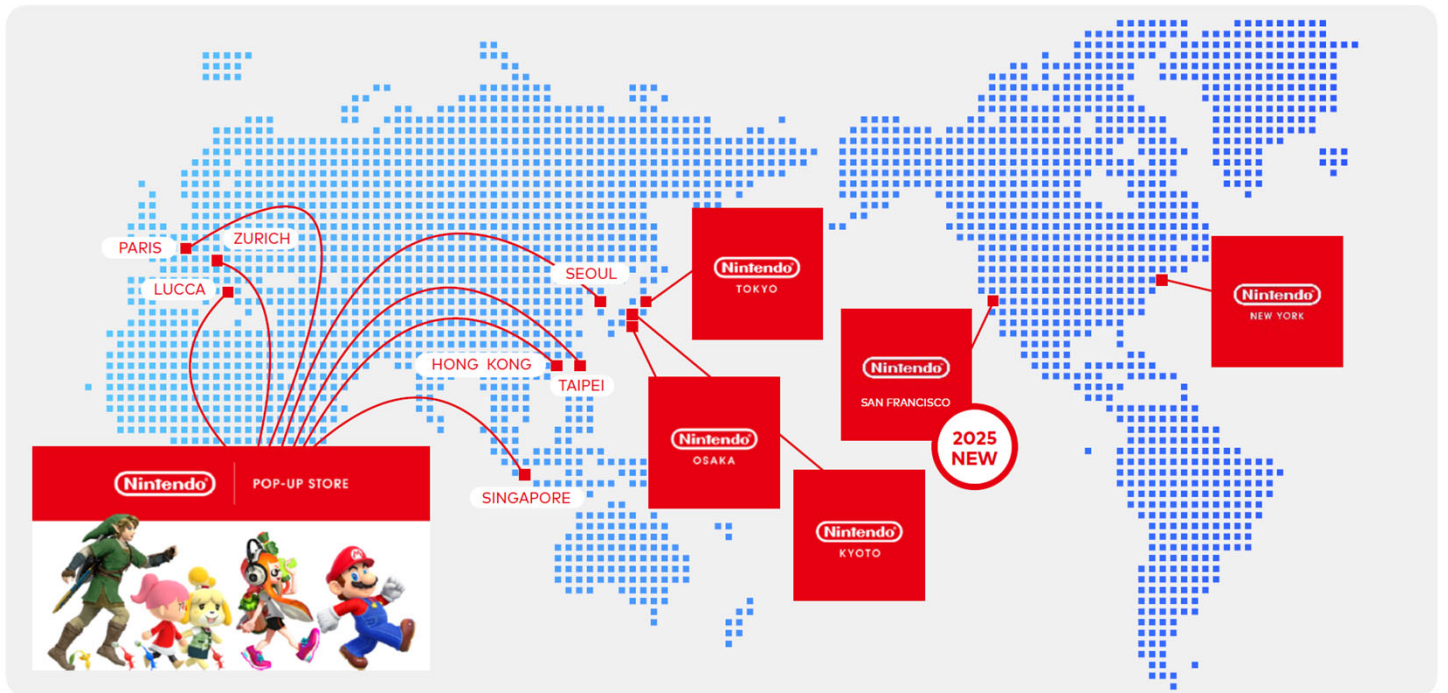 PARIS
ZURICH
LUCCA
SEOUL
HONG KONG
TAIPEI
SINGAPORE
Nintendo
TOKYO
Nintendo
OSAKA
Nintendo
KYOTO
Nintendo
SAN FRANCISCO
2025
NEW
Nintendo
NEW YORK
Nintendo POP-UP STORE
M